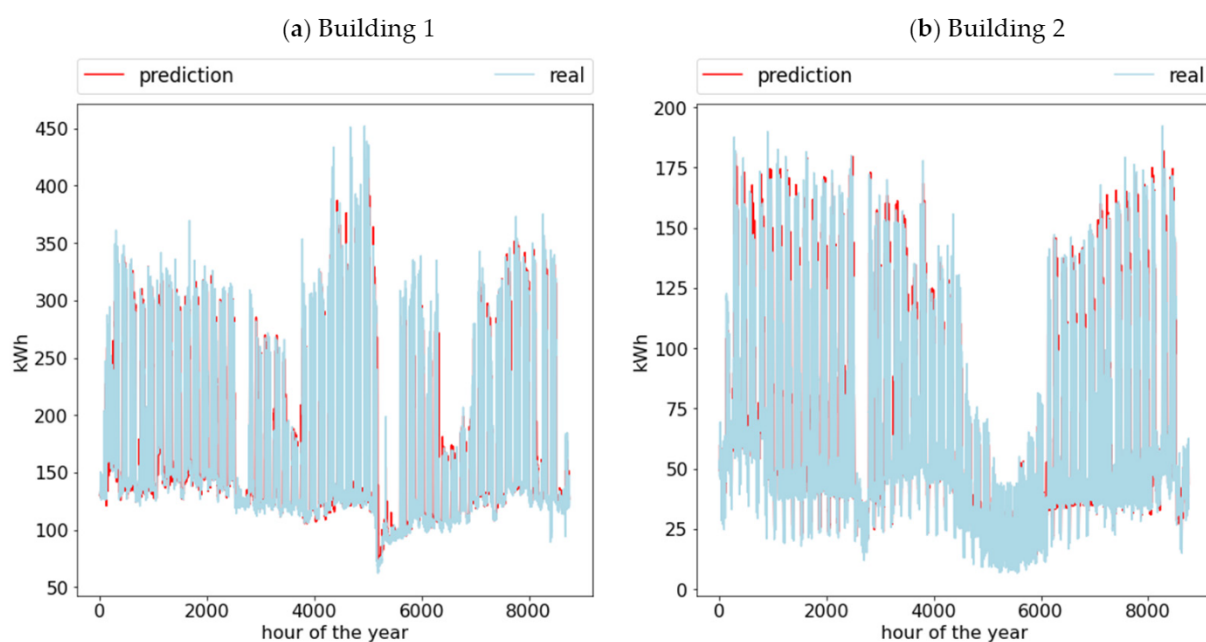 (a) Building 1
prediction real
450
400
350
300
250
200
150
100
50
kWh
0 2000 4000 6000 8000
hour of the year
(b) Building 2
prediction real
200
175
150
125
100
75
50
25
0
kWh
0 2000 4000 6000 8000
hour of the year